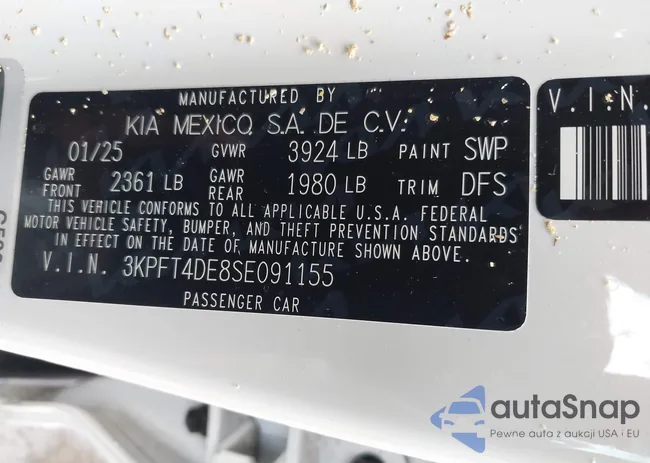 MANUFACTURED BY
KIA MEXICO, S.A. DE C.V.
01/25 GVWR 3924 LB PAINT SWP
GAWR FRONT 2361 LB GAWR REAR 1980 LB TRIM DFS
THIS VEHICLE CONFORMS TO ALL APPLICABLE U.S.A. FEDERAL
MOTOR VEHICLE SAFETY, BUMPER, AND THEFT PREVENTION STANDARDS
IN EFFECT ON THE DATE OF MANUFACTURE SHOWN ABOVE.
V.I.N. 3KPFT4DE8SE091155
PASSENGER CAR
V.I.N.
autaSnap
Pewne auta z aukcji USA i EU